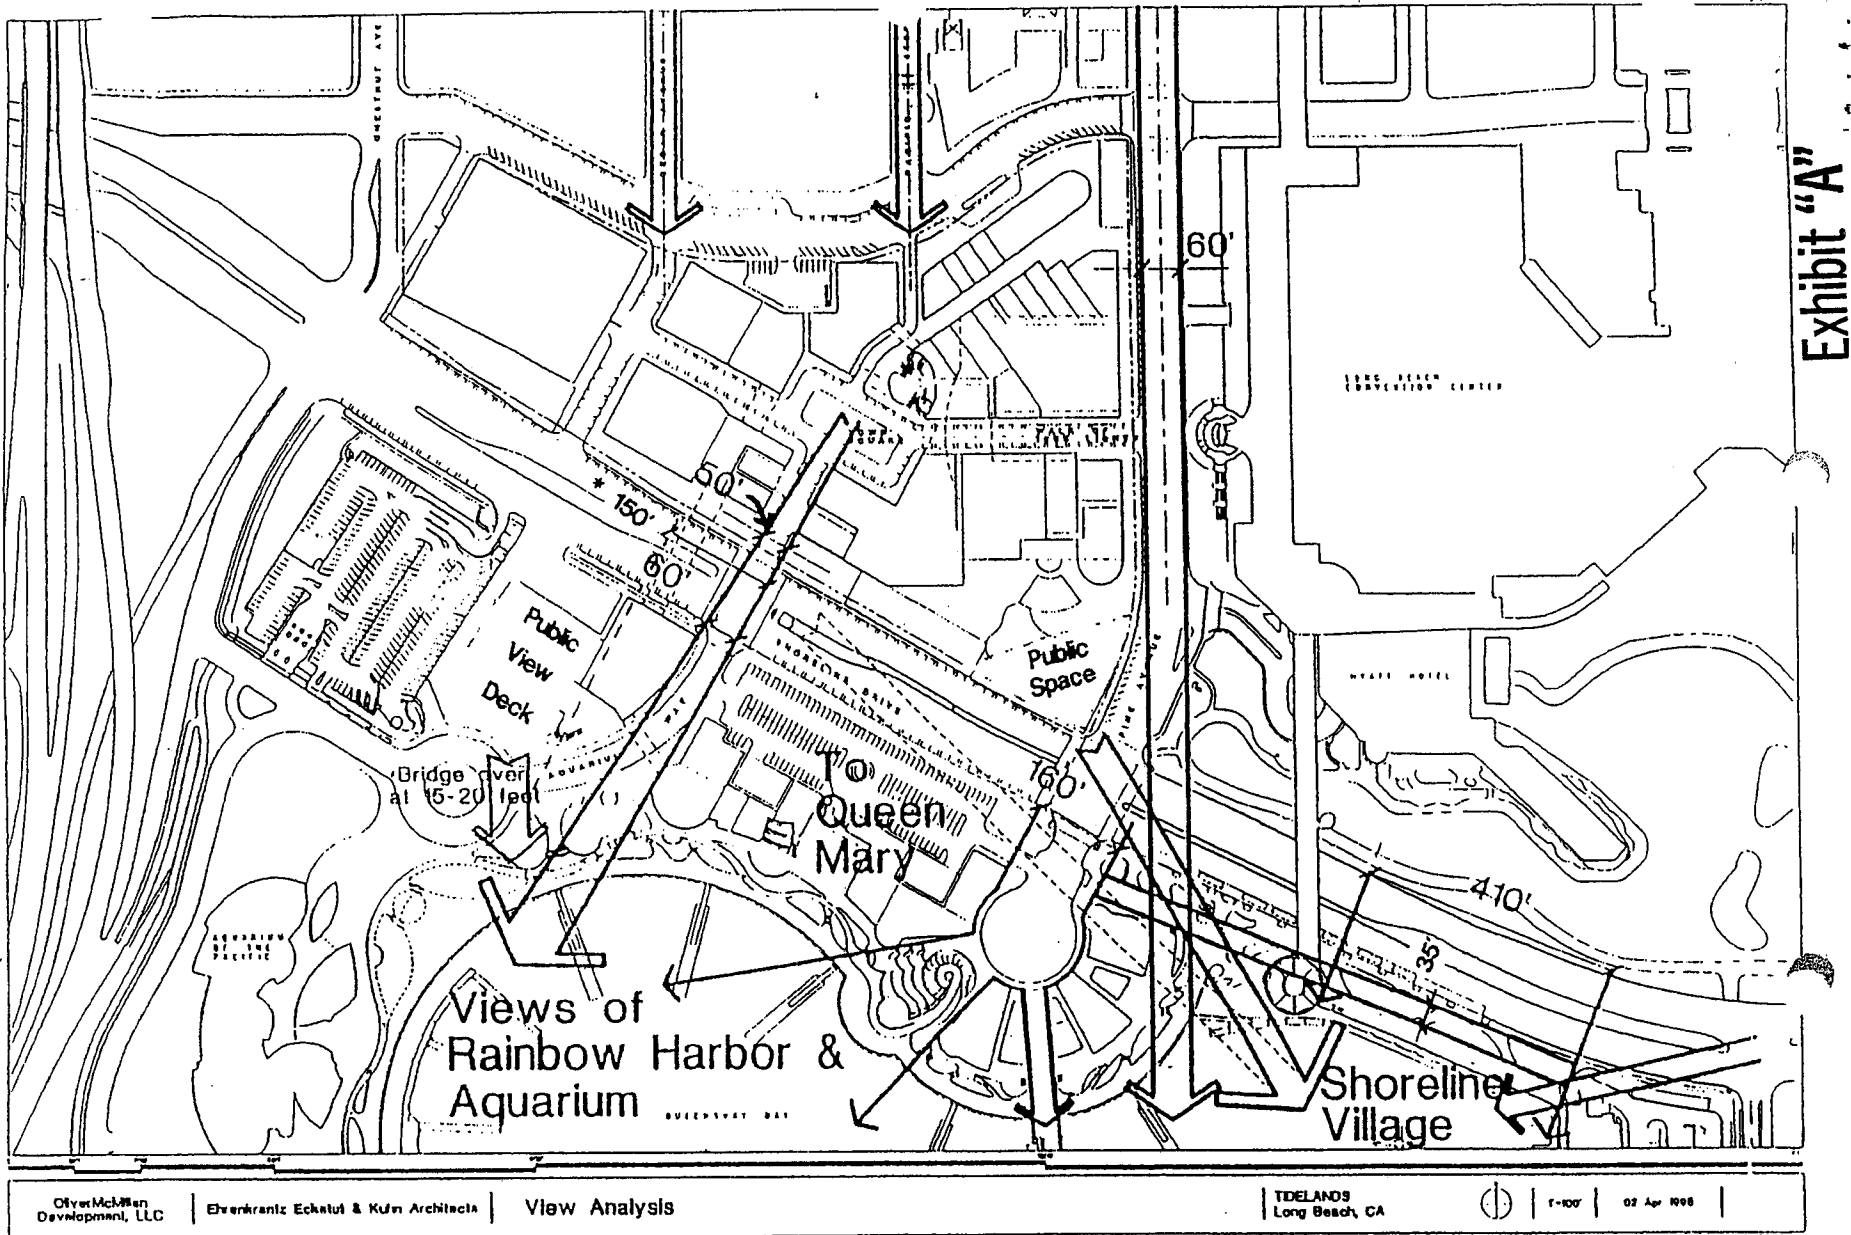 Exhibit "A"
CHESTNUT AVE
60'
LONG BEACH
CONVENTION CENTER
50'
* 150'
60'
Public
View
Deck
Public
Space
SHORELINE DRIVE
PINE AVENUE
HYATT HOTEL
WAY
AQUARIUM
Bridge over
at 15-20 feet
To
Queen
Mary
160'
410'
35'
AQUARIUM
OF THE
PACIFIC
Views of
Rainbow Harbor &
Aquarium
QUEENSWAY BAY
Shoreline
Village
OliverMcMillan
Development, LLC
Ehrenkrantz Eckstut & Kuhn Architects
View Analysis
TIDELANDS
Long Beach, CA
1"=100'
02 Apr 1998